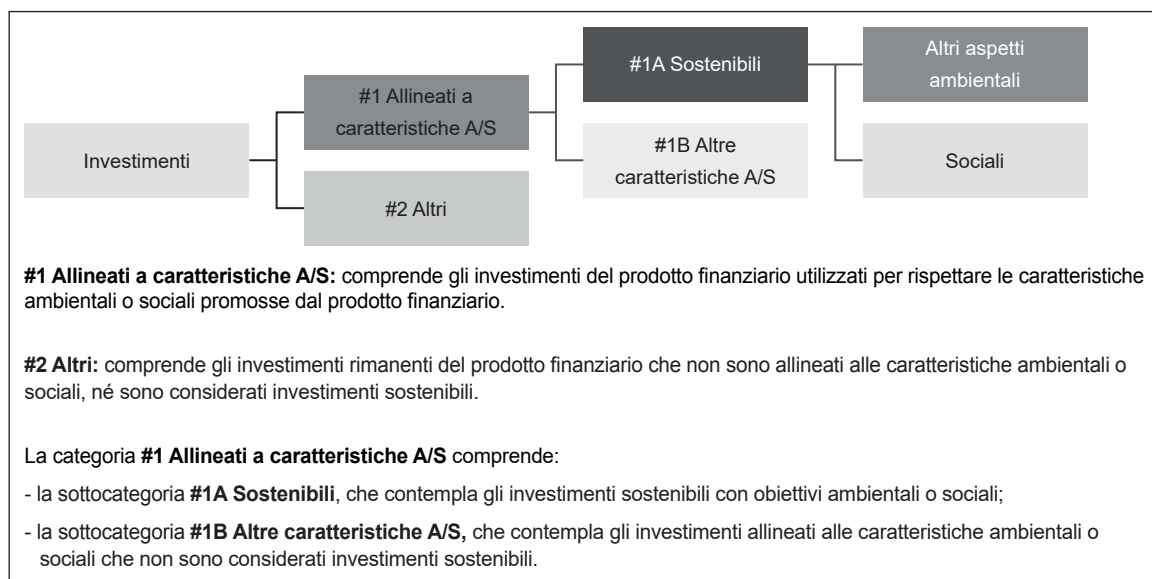 #1A Sostenibili
Altri aspetti
ambientali
#1 Allineati a
caratteristiche A/S
Investimenti
#1B Altre
caratteristiche A/S
Sociali
#2 Altri
#1 Allineati a caratteristiche A/S: comprende gli investimenti del prodotto finanziario utilizzati per rispettare le caratteristiche
ambientali o sociali promosse dal prodotto finanziario.
#2 Altri: comprende gli investimenti rimanenti del prodotto finanziario che non sono allineati alle caratteristiche ambientali o
sociali, né sono considerati investimenti sostenibili.
La categoria #1 Allineati a caratteristiche A/S comprende:
- la sottocategoria #1A Sostenibili, che contempla gli investimenti sostenibili con obiettivi ambientali o sociali;
- la sottocategoria #1B Altre caratteristiche A/S, che contempla gli investimenti allineati alle caratteristiche ambientali o
sociali che non sono considerati investimenti sostenibili.